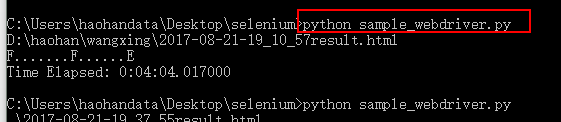 C:\Users\haohandata\Desktop\selenium>python sample_webdriver.py
D:\haohan\wangxing\2017-08-21-19_10_57result.html
F.......F......E
Time Elapsed: 0:04:04.017000
C:\Users\haohandata\Desktop\selenium>python sample_webdriver.py
.\2017-08-21-19_37_55result.html